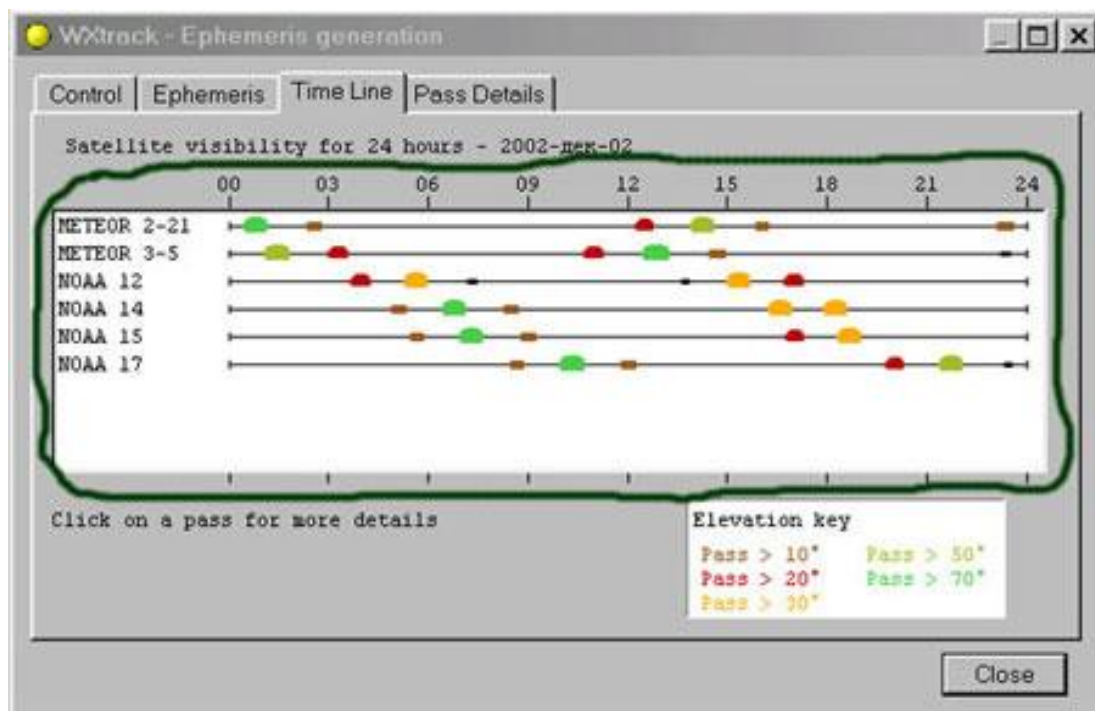 WXtrack - Ephemeris generation
Control Ephemeris Time Line Pass Details
Satellite visibility for 24 hours - 2002-дек-02
00 03 06 09 12 15 18 21 24
METEOR 2-21
METEOR 3-5
NOAA 12
NOAA 14
NOAA 15
NOAA 17
Click on a pass for more details
Elevation key
Pass > 10° Pass > 50°
Pass > 20° Pass > 70°
Pass > 30°
Close